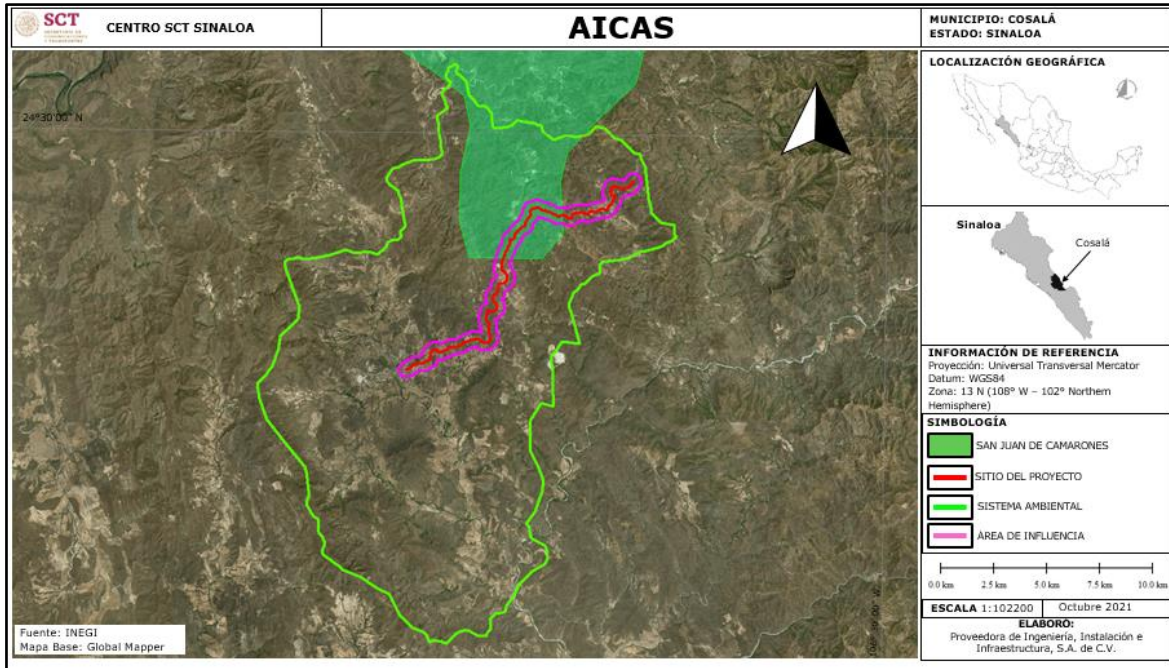 SCT
CENTRO SCT SINALOA
AICAS
MUNICIPIO: COSALÁ
ESTADO: SINALOA
24°30'00" N
LOCALIZACIÓN GEOGRÁFICA
Sinaloa
Cosalá
INFORMACIÓN DE REFERENCIA
Proyección: Universal Transversal Mercator
Datum: WGS84
Zona: 13 N (108° W – 102° Northern
Hemisphere)
SIMBOLOGÍA
SAN JUAN DE CAMARONES
SITIO DEL PROYECTO
SISTEMA AMBIENTAL
ÁREA DE INFLUENCIA
0.0 km 2.5 km 5.0 km 7.5 km 10.0 km
ESCALA 1:102200
Octubre 2021
ELABORÓ:
Proveedora de Ingeniería, Instalación e
Infraestructura, S.A. de C.V.
Fuente: INEGI
Mapa Base: Global Mapper